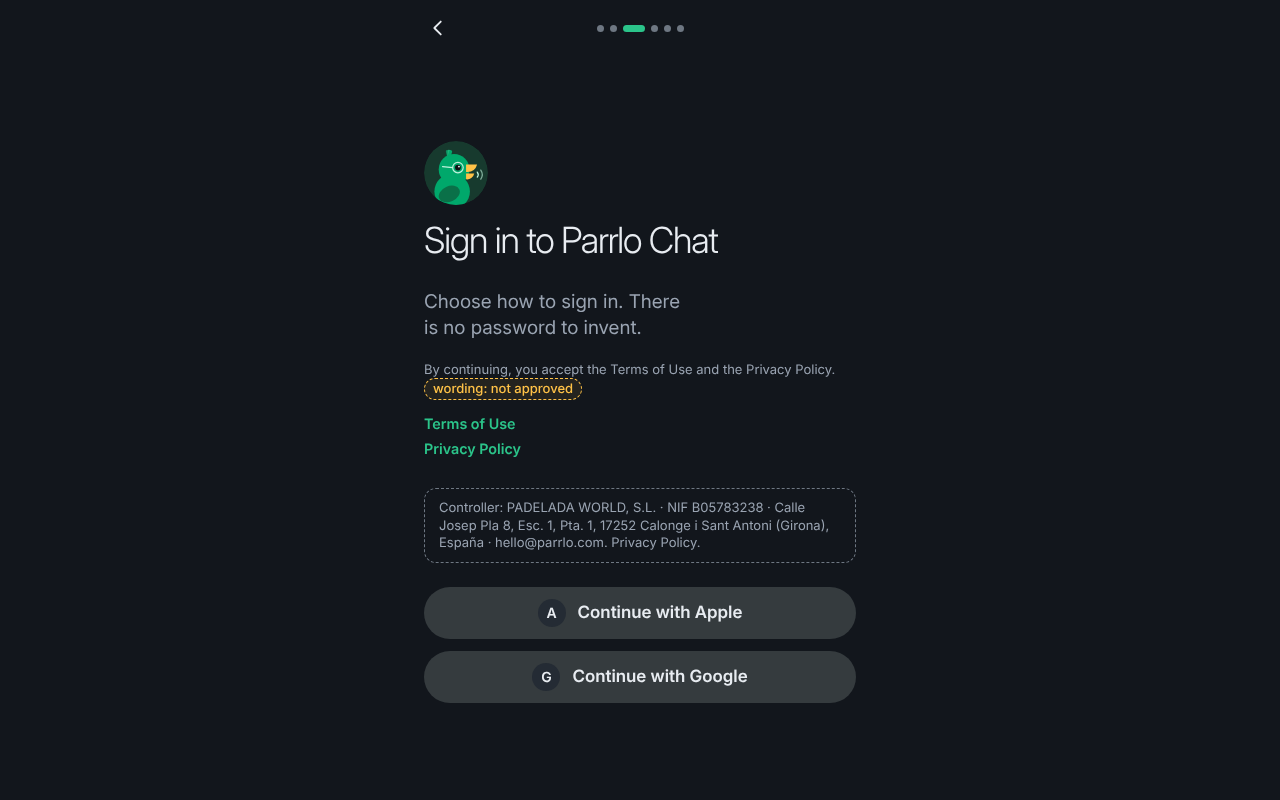 Sign in to Parrlo Chat
Choose how to sign in. There
is no password to invent.
By continuing, you accept the Terms of Use and the Privacy Policy.
wording: not approved
Terms of Use
Privacy Policy
Controller: PADELADA WORLD, S.L. · NIF B05783238 · Calle
Josep Pla 8, Esc. 1, Pta. 1, 17252 Calonge i Sant Antoni (Girona),
España · hello@parrlo.com. Privacy Policy.
A Continue with Apple
G Continue with Google